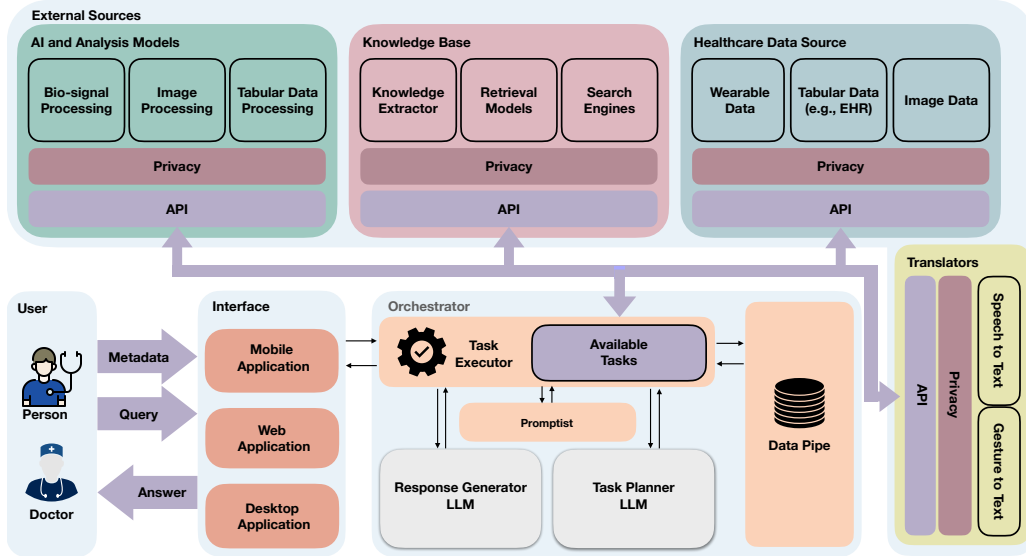 External Sources
AI and Analysis Models
Bio-signal
Processing
Image
Processing
Tabular Data
Processing
Privacy
API
Knowledge Base
Knowledge
Extractor
Retrieval
Models
Search
Engines
Privacy
API
Healthcare Data Source
Wearable
Data
Tabular Data
(e.g., EHR)
Image Data
Privacy
API
Translators
API
Privacy
Speech to Text
Gesture to Text
User
Person
Doctor
Metadata
Query
Answer
Interface
Mobile
Application
Web
Application
Desktop
Application
Orchestrator
Task
Executor
Available
Tasks
Promptist
Response Generator
LLM
Task Planner
LLM
Data Pipe